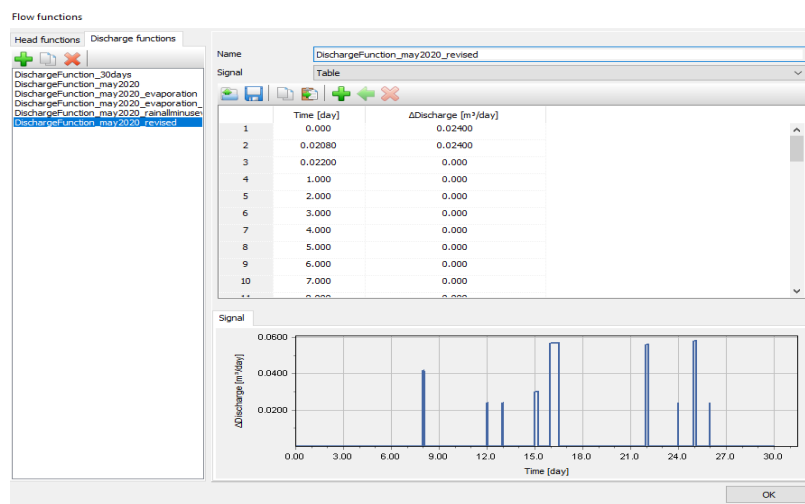 Flow functions
Head functions Discharge functions
DischargeFunction_30days
DischargeFunction_may2020
DischargeFunction_may2020_evaporation
DischargeFunction_may2020_evaporation_
DischargeFunction_may2020_rainallminuse
DischargeFunction_may2020_revised
Name DischargeFunction_may2020_revised
Signal Table
Time [day] ΔDischarge [m³/day]
1 0.000 0.02400
2 0.02080 0.02400
3 0.02200 0.000
4 1.000 0.000
5 2.000 0.000
6 3.000 0.000
7 4.000 0.000
8 5.000 0.000
9 6.000 0.000
10 7.000 0.000
Signal
ΔDischarge [m³/day]
0.0600
0.0400
0.0200
0.00 3.00 6.00 9.00 12.0 15.0 18.0 21.0 24.0 27.0 30.0
Time [day]
OK